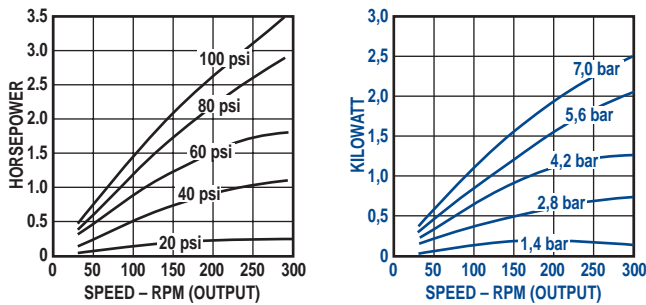 3.5
3.0
2.5
2.0
1.5
1.0
0.5
0
HORSEPOWER
100 psi
80 psi
60 psi
40 psi
20 psi
0 50 100 150 200 250 300
SPEED – RPM (OUTPUT)
3,0
2,5
2,0
1,5
1,0
0,5
0
KILOWATT
7,0 bar
5,6 bar
4,2 bar
2,8 bar
1,4 bar
0 50 100 150 200 250 300
SPEED – RPM (OUTPUT)